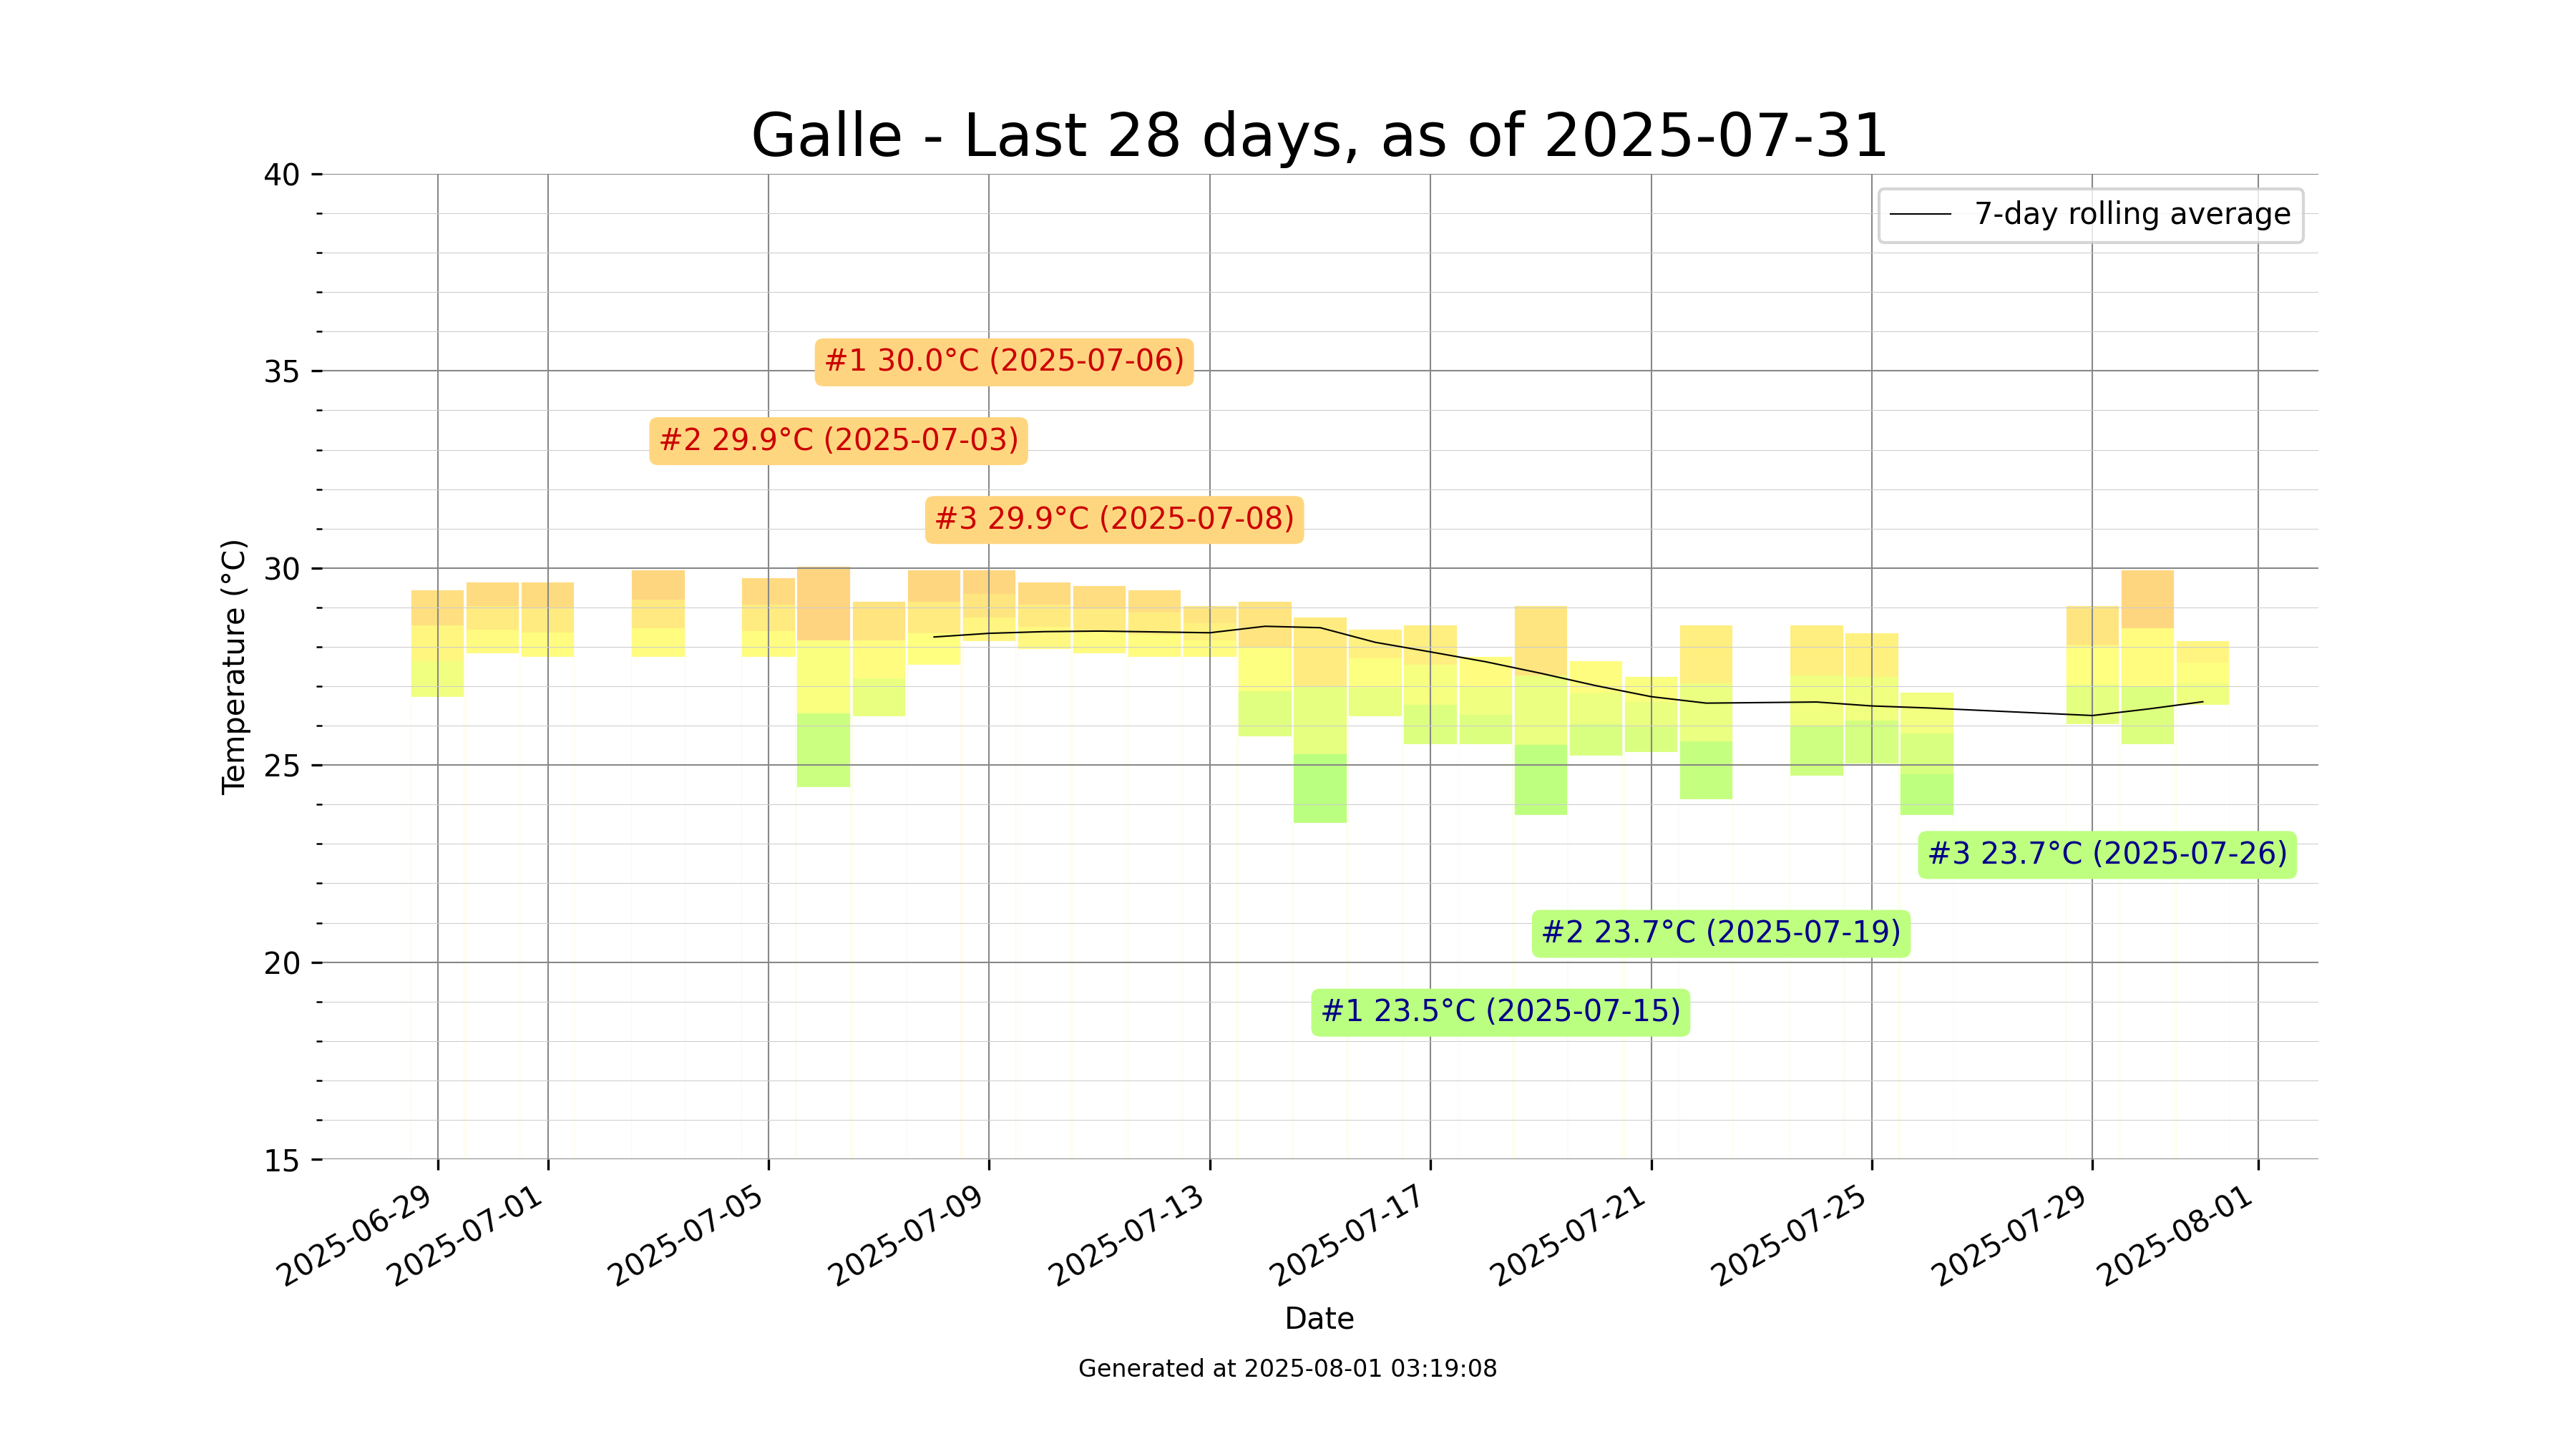 Galle - Last 28 days, as of 2025-07-31
40
7-day rolling average
#1 30.0°C (2025-07-06)
35
#2 29.9°C (2025-07-03)
#3 29.9°C (2025-07-08)
30
Temperature (°C)
25
#3 23.7°C (2025-07-26)
#2 23.7°C (2025-07-19)
20
#1 23.5°C (2025-07-15)
15
2025-06-29
2025-07-01
2025-07-05
2025-07-09
2025-07-13
2025-07-17
2025-07-21
2025-07-25
2025-07-29
2025-08-01
Date
Generated at 2025-08-01 03:19:08